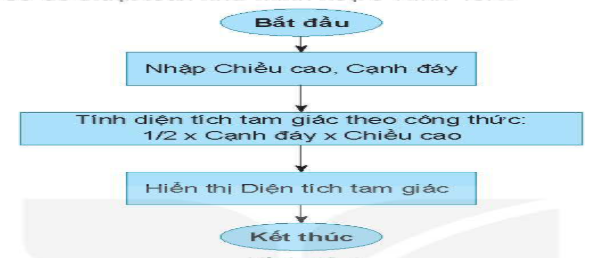 Bắt đầu
Nhập Chiều cao, Cạnh đáy
Tính diện tích tam giác theo công thức:
1/2 x Cạnh đáy x Chiều cao
Hiển thị Diện tích tam giác
Kết thúc